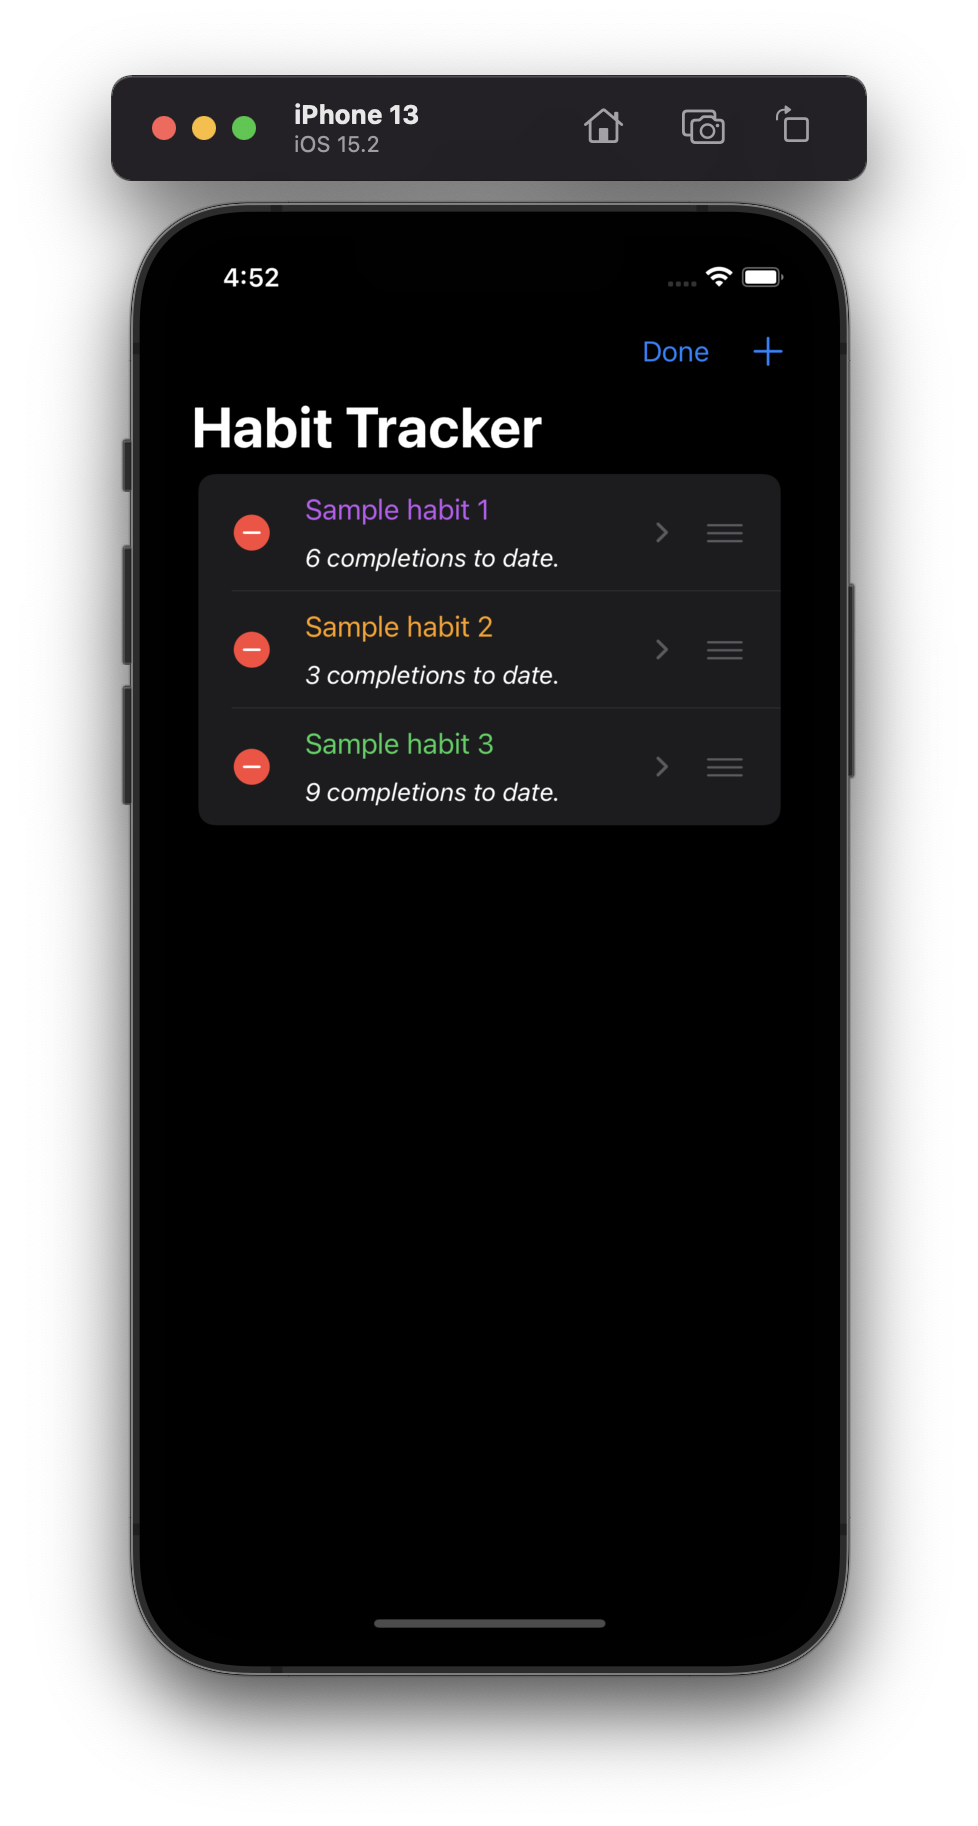 iPhone 13
iOS 15.2
4:52
Done
Habit Tracker
Sample habit 1
6 completions to date.
Sample habit 2
3 completions to date.
Sample habit 3
9 completions to date.